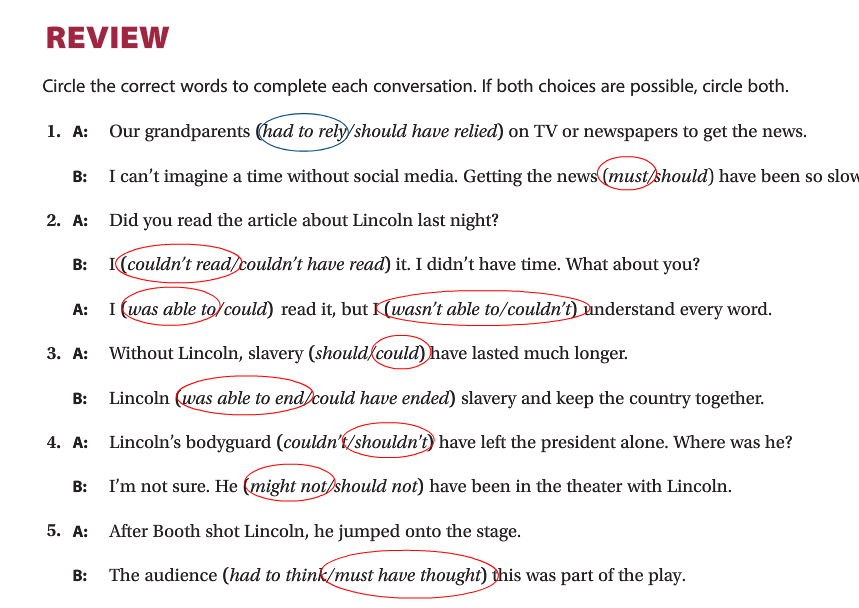 REVIEW
Circle the correct words to complete each conversation. If both choices are possible, circle both.
1. A: Our grandparents (had to rely/should have relied) on TV or newspapers to get the news.
B: I can't imagine a time without social media. Getting the news (must/should) have been so slow
2. A: Did you read the article about Lincoln last night?
B: I (couldn't read/couldn't have read) it. I didn't have time. What about you?
A: I (was able to/could) read it, but I (wasn't able to/couldn't) understand every word.
3. A: Without Lincoln, slavery (should/could) have lasted much longer.
B: Lincoln (was able to end/could have ended) slavery and keep the country together.
4. A: Lincoln's bodyguard (couldn't/shouldn't) have left the president alone. Where was he?
B: I'm not sure. He (might not/should not) have been in the theater with Lincoln.
5. A: After Booth shot Lincoln, he jumped onto the stage.
B: The audience (had to think/must have thought) this was part of the play.